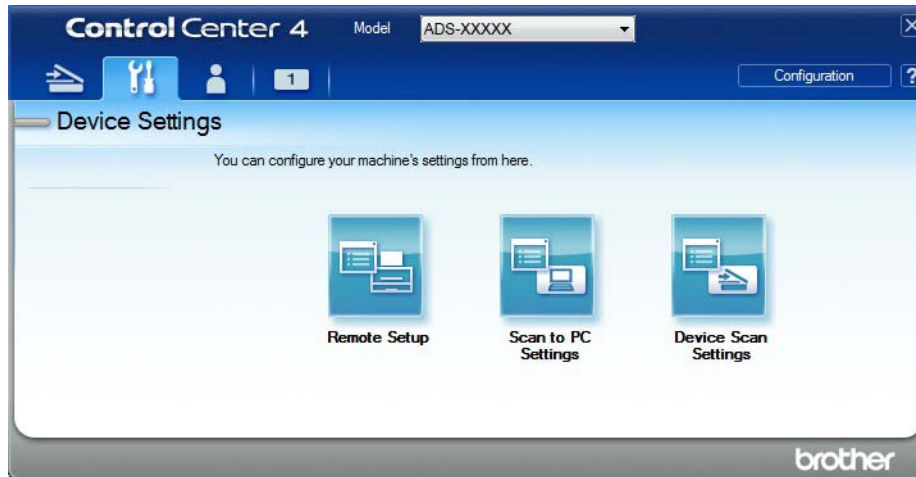 Control Center 4
Model
ADS-XXXXX
X
1
Configuration
?
Device Settings
You can configure your machine's settings from here.
Remote Setup
Scan to PC
Settings
Device Scan
Settings
brother